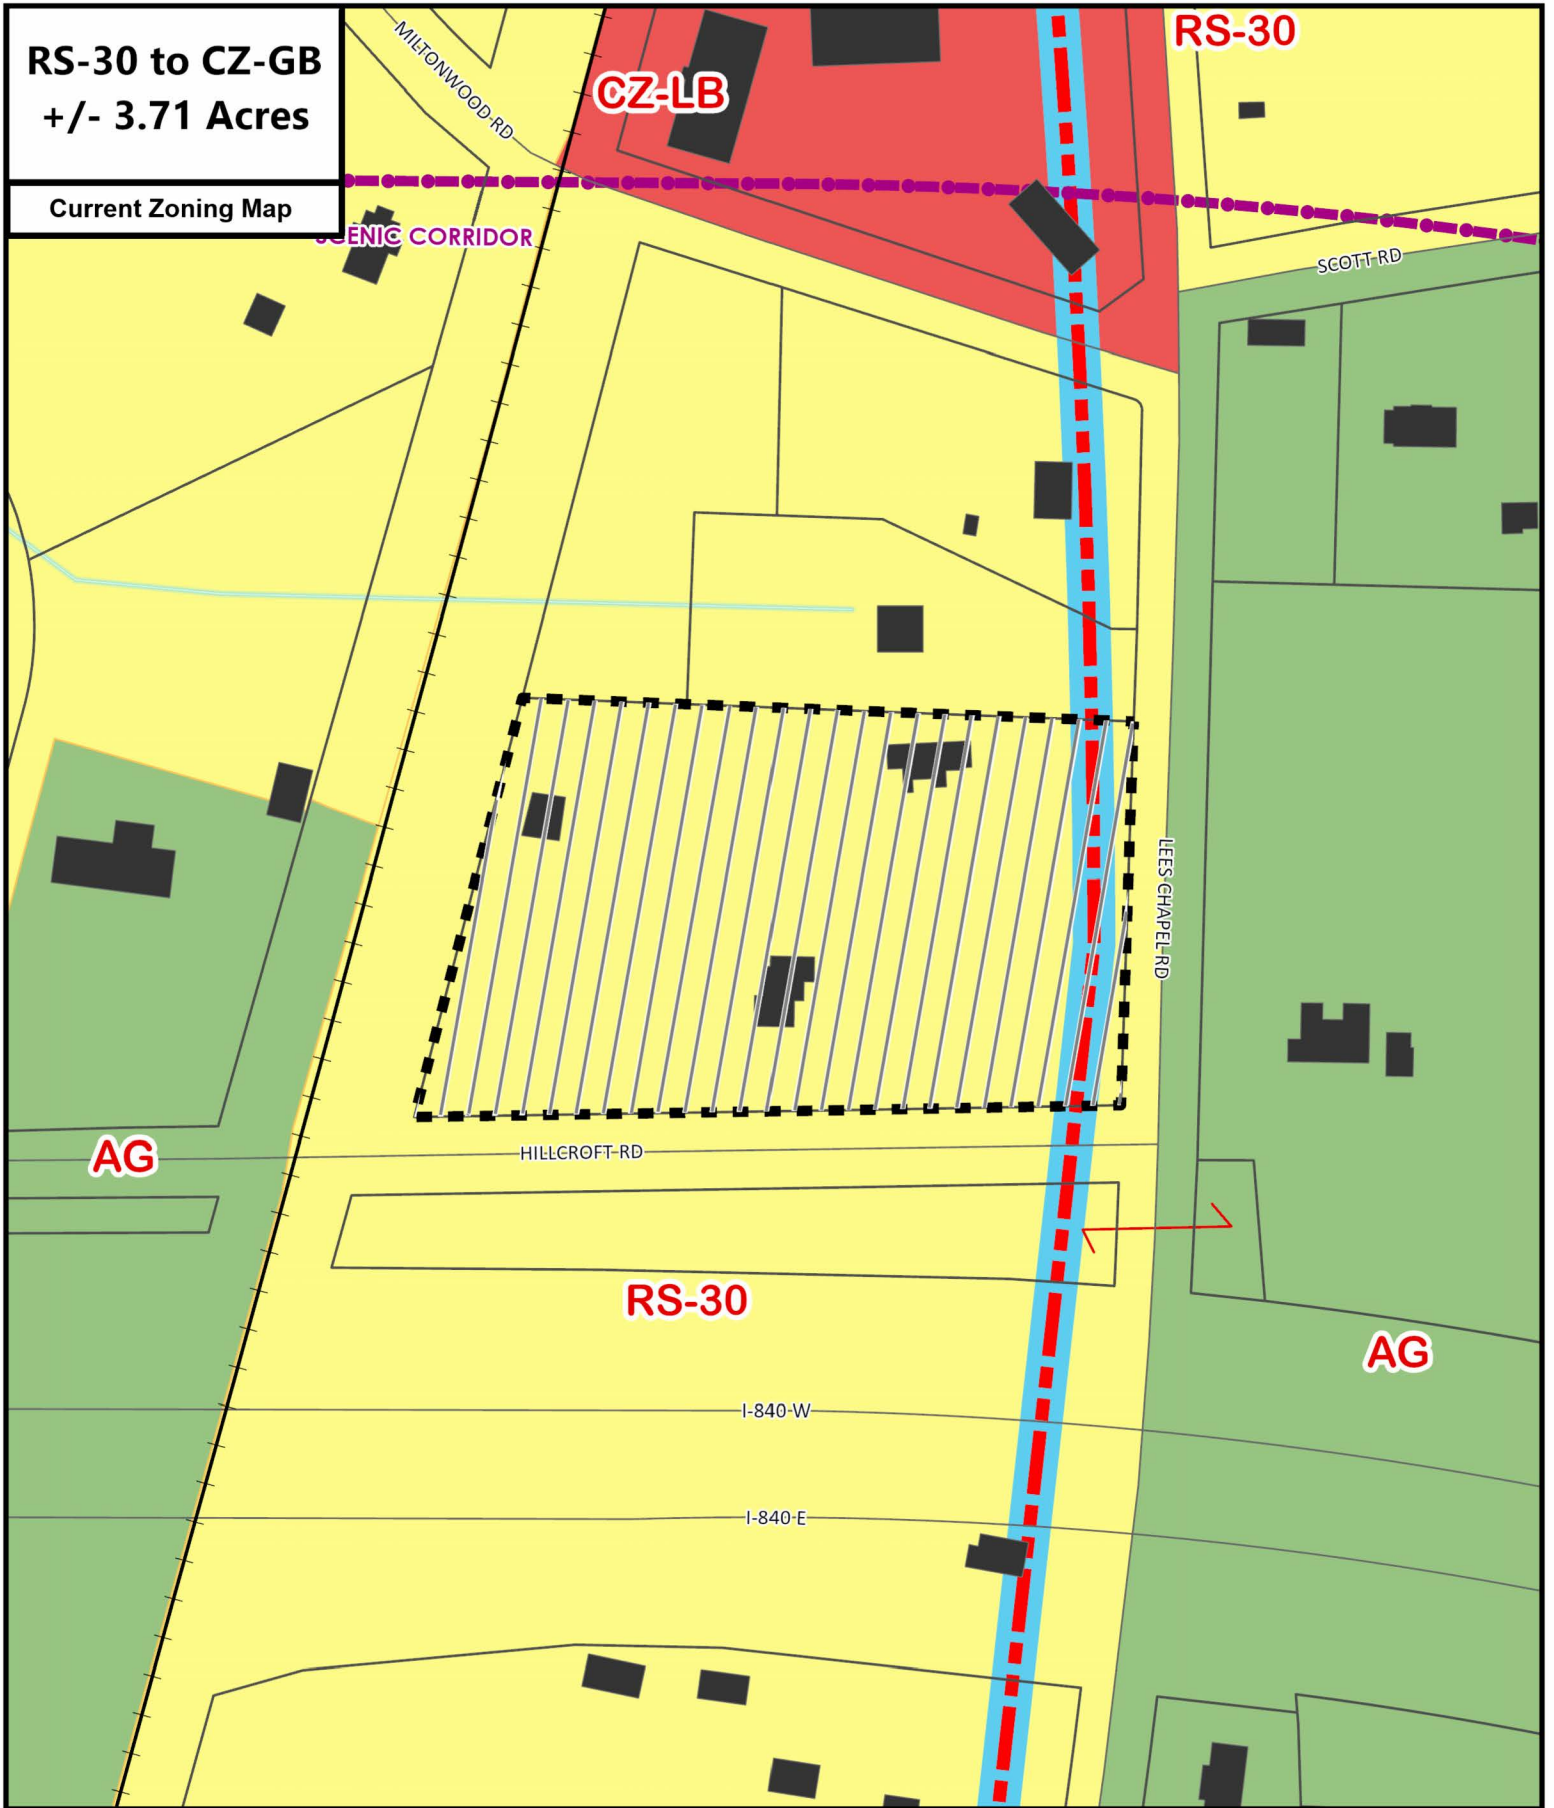 RS-30 to CZ-GB
+/- 3.71 Acres
Current Zoning Map
MILTONWOOD RD
CZ-LB
RS-30
SCENIC CORRIDOR
SCOTT RD
LEES CHAPEL RD
HILLCROFT RD
AG
RS-30
AG
I-840 W
I-840 E